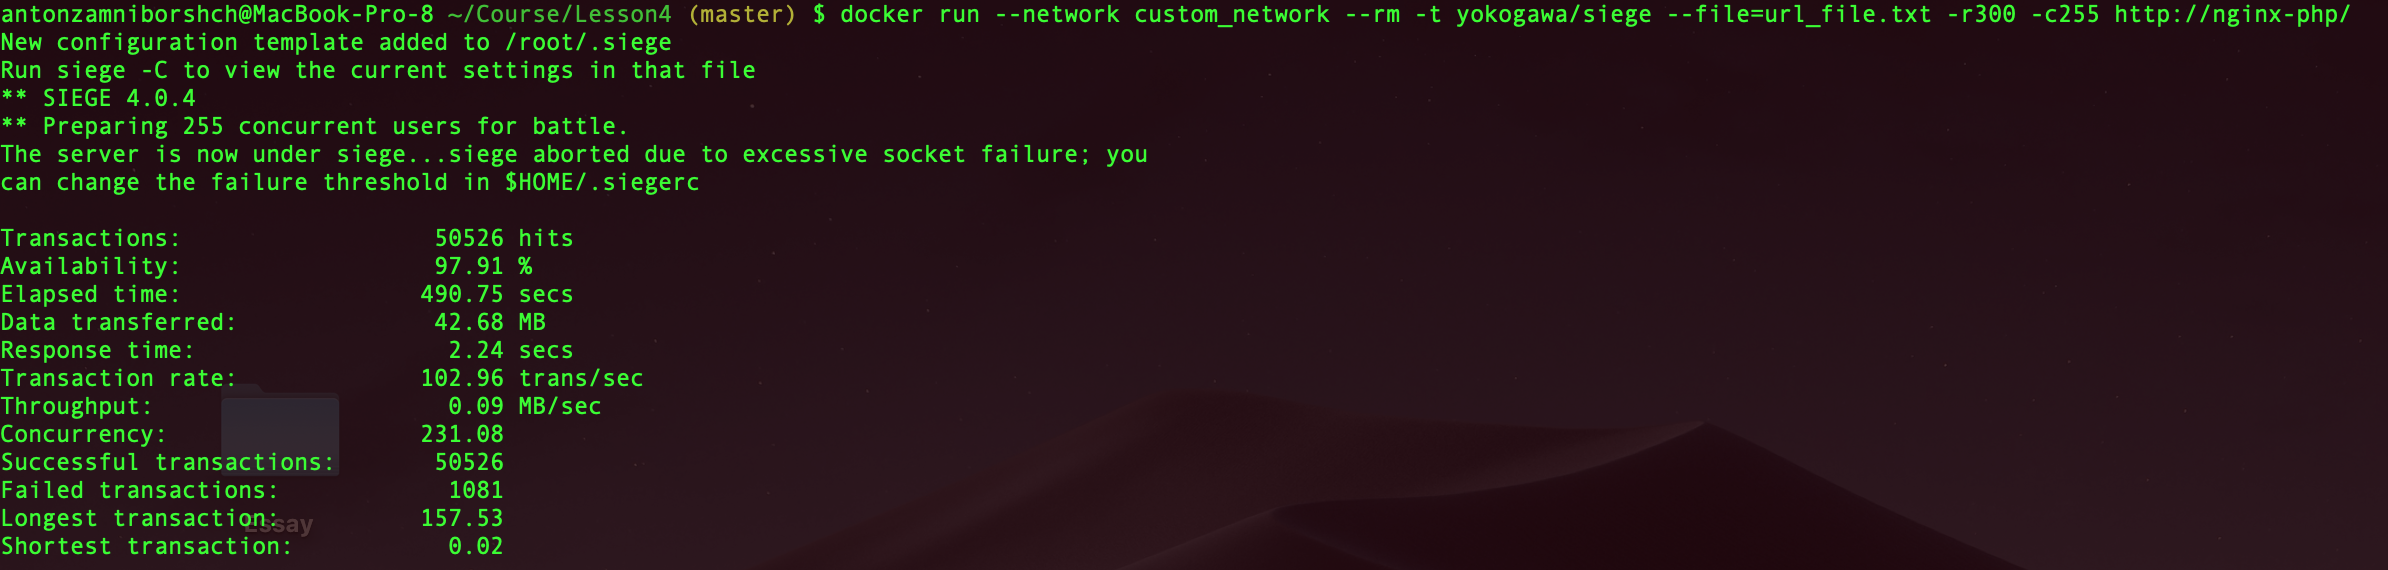 antonzamniborshch@MacBook-Pro-8 ~/Course/Lesson4 (master) $ docker run --network custom_network --rm -t yokogawa/siege --file=url_file.txt -r300 -c255 http://nginx-php/
New configuration template added to /root/.siege
Run siege -C to view the current settings in that file
** SIEGE 4.0.4
** Preparing 255 concurrent users for battle.
The server is now under siege...siege aborted due to excessive socket failure; you
can change the failure threshold in $HOME/.siegerc
Transactions: 50526 hits
Availability: 97.91 %
Elapsed time: 490.75 secs
Data transferred: 42.68 MB
Response time: 2.24 secs
Transaction rate: 102.96 trans/sec
Throughput: 0.09 MB/sec
Concurrency: 231.08
Successful transactions: 50526
Failed transactions: 1081
Longest transaction: 157.53
Essay
Shortest transaction: 0.02